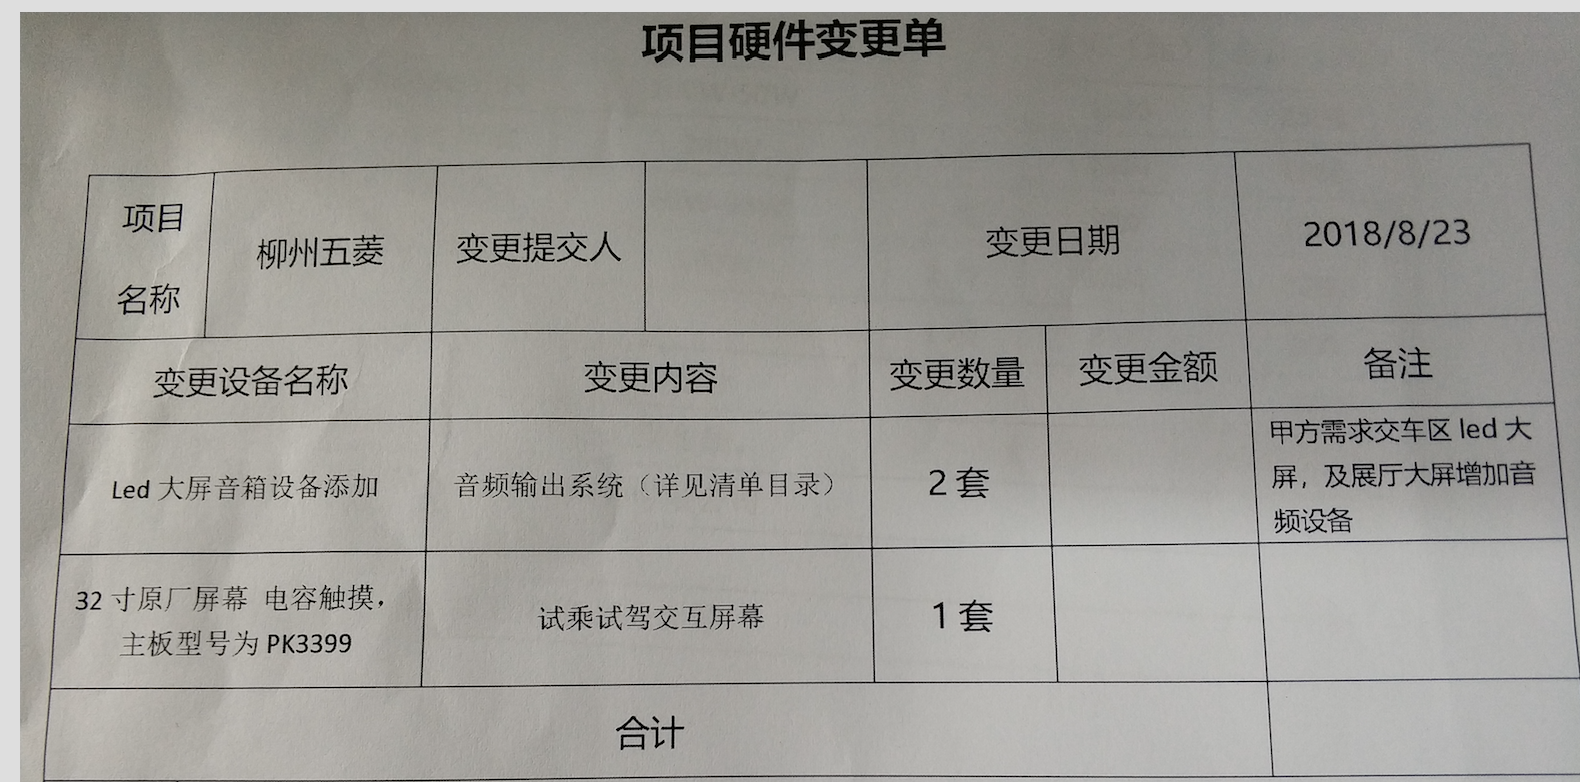 项目硬件变更单
项目
名称
柳州五菱
变更提交人
变更日期
2018/8/23
变更设备名称
变更内容
变更数量
变更金额
备注
Led 大屏音箱设备添加
音频输出系统（详见清单目录）
2 套
甲方需求交车区 led 大
屏，及展厅大屏增加音
频设备
32 寸原厂屏幕 电容触摸，
主板型号为 PK3399
试乘试驾交互屏幕
1 套
合计